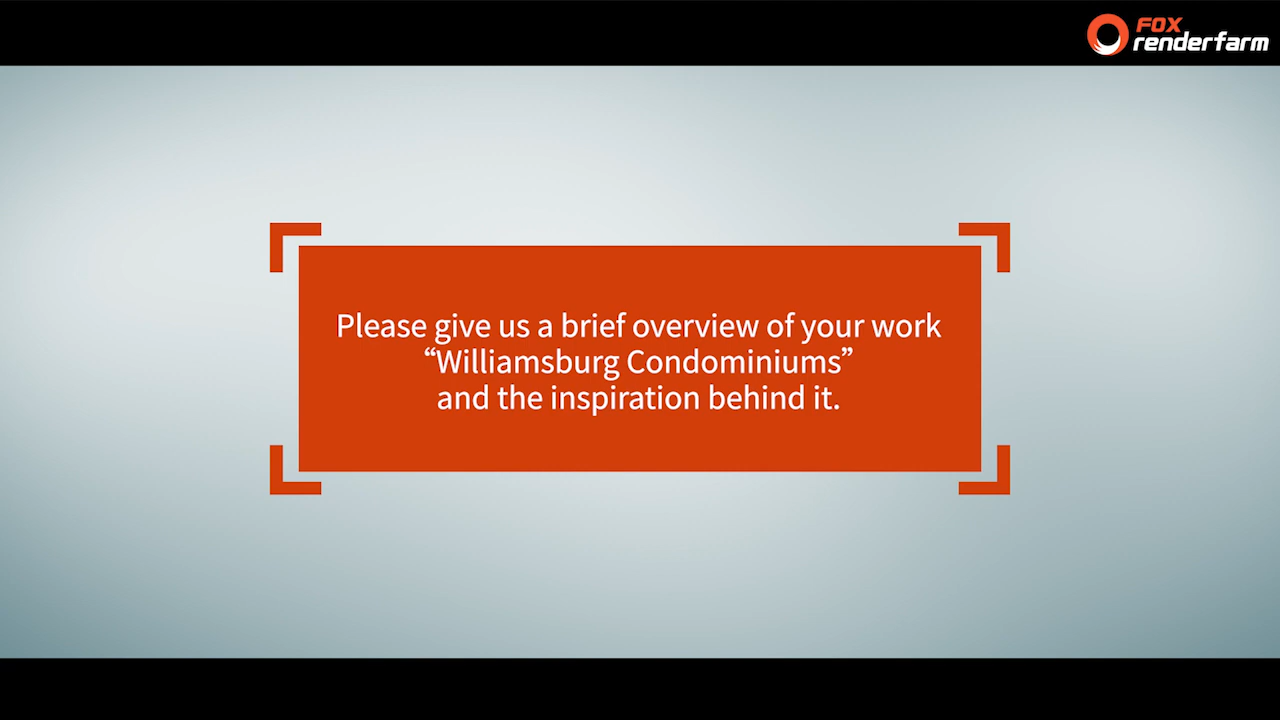 FOX
renderfarm
Please give us a brief overview of your work
“Williamsburg Condominiums”
and the inspiration behind it.